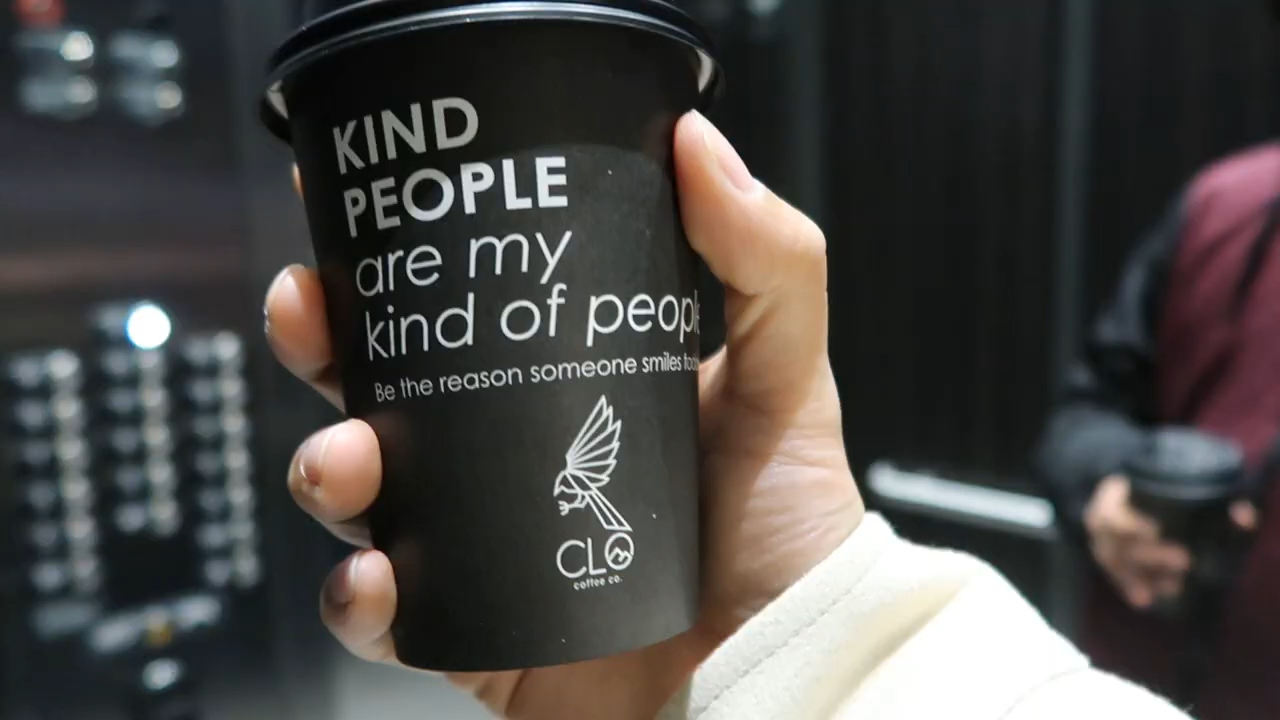 KIND
PEOPLE
are my
kind of people
Be the reason someone smiles
CLO
coffee co.